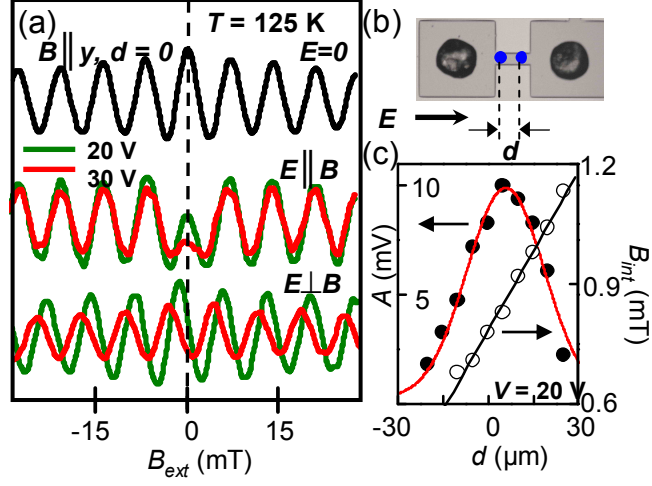 (a)
B∥y, d = 0
T = 125 K
E=0
20 V
30 V
E∥B
E⊥B
-15
0
15
B_ext (mT)
(b)
E
d
(c)
10
5
A (mV)
1.2
0.9
0.6
B_int (mT)
V = 20 V
-30
0
30
d (μm)